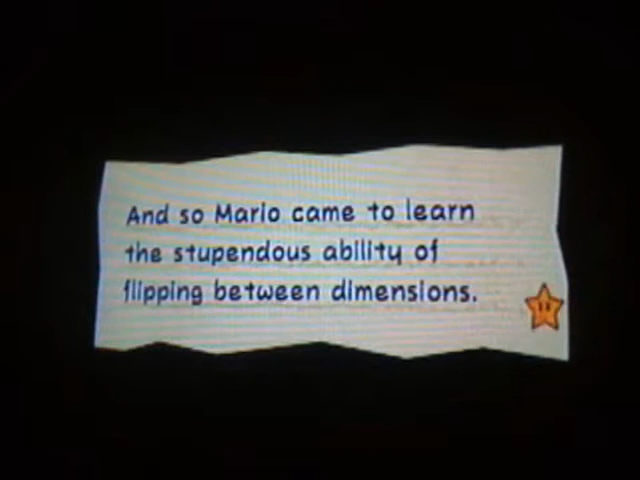 And so Mario came to learn
the stupendous ability of
flipping between dimensions.